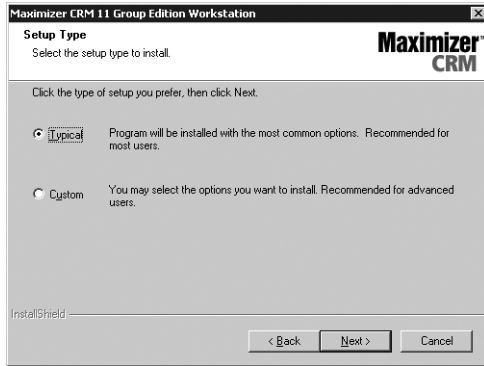 Maximizer CRM 11 Group Edition Workstation
Setup Type
Select the setup type to install.
Maximizer
CRM
Click the type of setup you prefer, then click Next.
Typical
Program will be installed with the most common options. Recommended for
most users.
Custom
You may select the options you want to install. Recommended for advanced
users.
InstallShield
< Back
Next >
Cancel